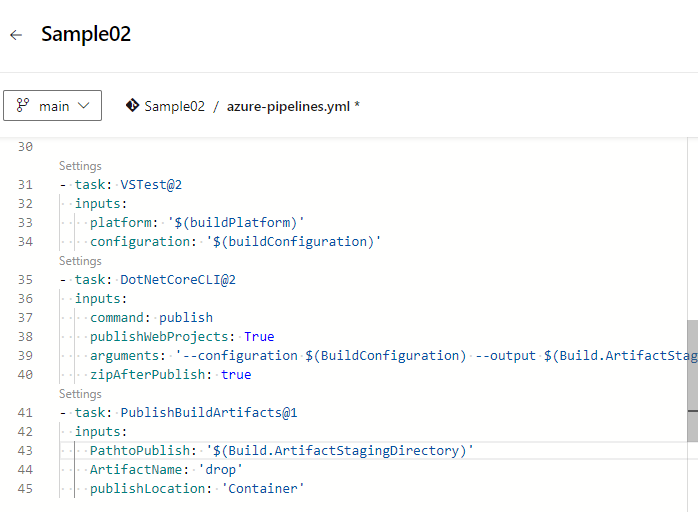 ← Sample02
main Sample02 / azure-pipelines.yml *
30
Settings
31 - task: VSTest@2
32 inputs:
33 platform: '$(buildPlatform)'
34 configuration: '$(buildConfiguration)'
Settings
35 - task: DotNetCoreCLI@2
36 inputs:
37 command: publish
38 publishWebProjects: True
39 arguments: '--configuration $(BuildConfiguration) --output $(Build.ArtifactStag
40 zipAfterPublish: true
Settings
41 - task: PublishBuildArtifacts@1
42 inputs:
43 PathtoPublish: '$(Build.ArtifactStagingDirectory)'
44 ArtifactName: 'drop'
45 publishLocation: 'Container'